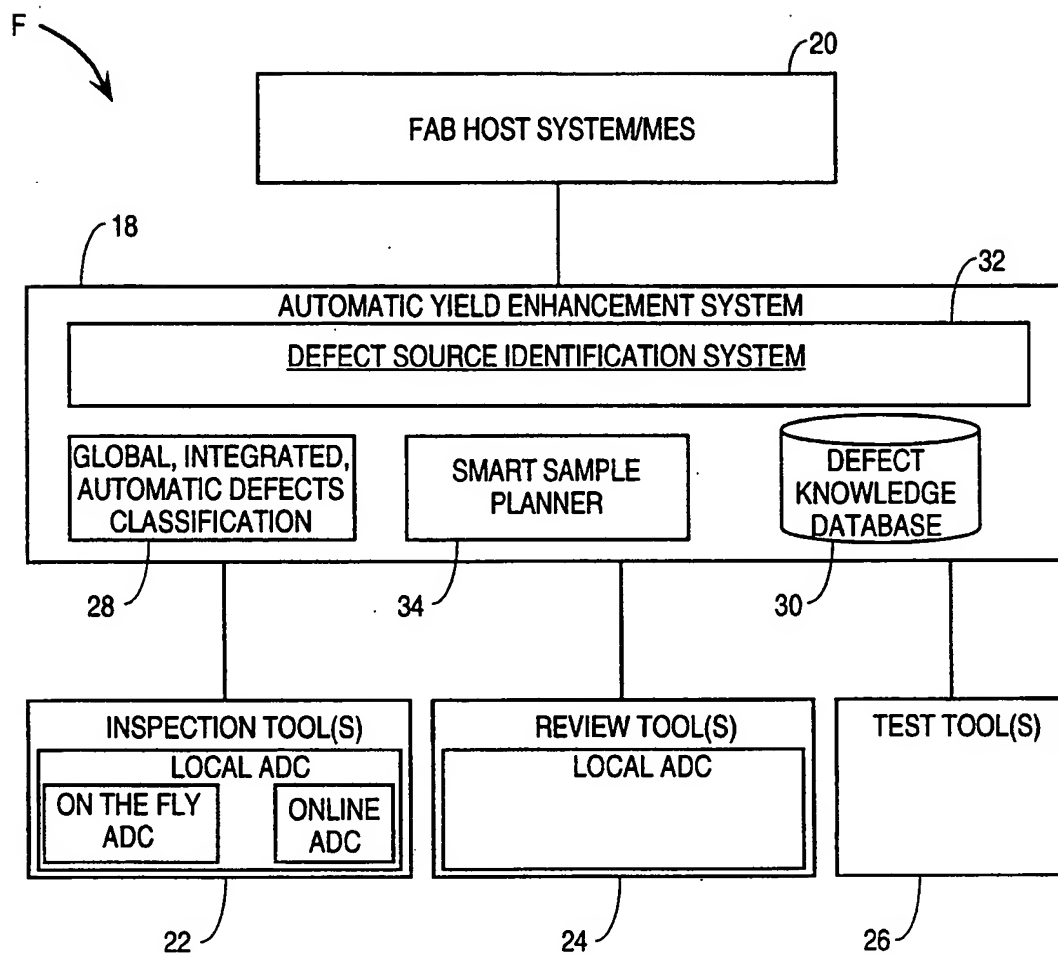 F
20
FAB HOST SYSTEM/MES
18
32
AUTOMATIC YIELD ENHANCEMENT SYSTEM
DEFECT SOURCE IDENTIFICATION SYSTEM
GLOBAL, INTEGRATED,
AUTOMATIC DEFECTS
CLASSIFICATION
SMART SAMPLE
PLANNER
DEFECT
KNOWLEDGE
DATABASE
28
34
30
INSPECTION TOOL(S)
LOCAL ADC
ON THE FLY
ADC
ONLINE
ADC
REVIEW TOOL(S)
LOCAL ADC
TEST TOOL(S)
22
24
26